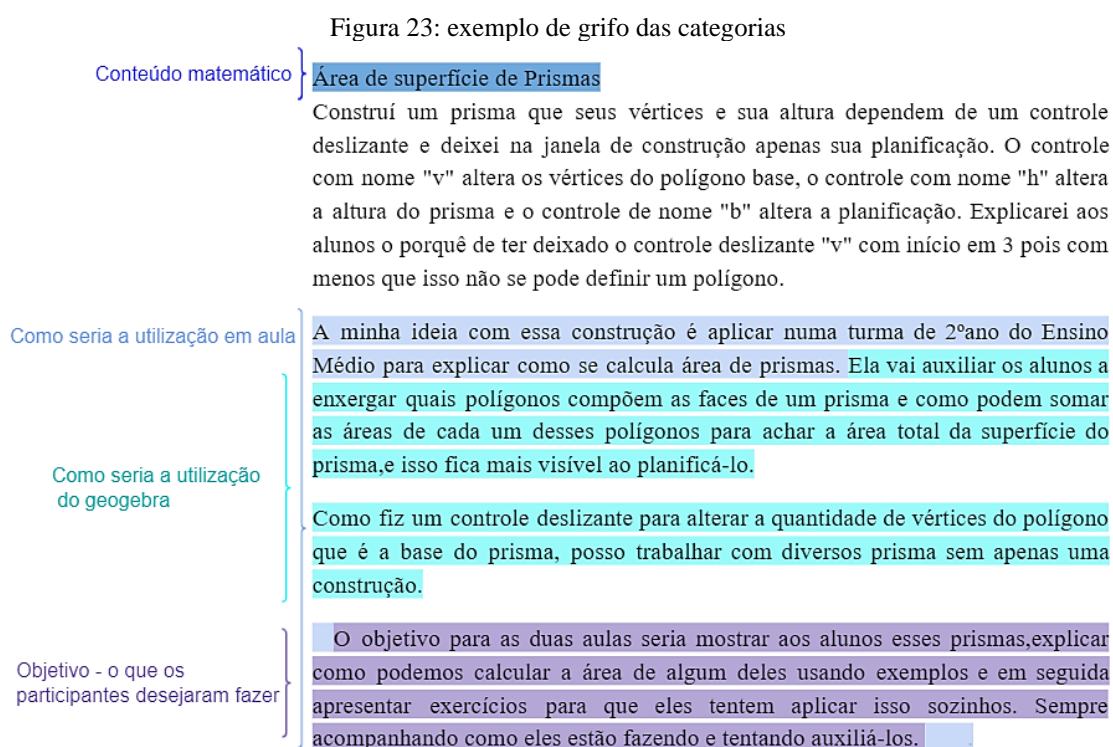 Figura 23: exemplo de grifo das categorias
Conteúdo matemático
Área de superfície de Prismas
Construí um prisma que seus vértices e sua altura dependem de um controle
deslizante e deixei na janela de construção apenas sua planificação. O controle
com nome "v" altera os vértices do polígono base, o controle com nome "h" altera
a altura do prisma e o controle de nome "b" altera a planificação. Explicarei aos
alunos o porquê de ter deixado o controle deslizante "v" com início em 3 pois com
menos que isso não se pode definir um polígono.
Como seria a utilização em aula
A minha ideia com essa construção é aplicar numa turma de 2ºano do Ensino
Médio para explicar como se calcula área de prismas. Ela vai auxiliar os alunos a
enxergar quais polígonos compõem as faces de um prisma e como podem somar
as áreas de cada um desses polígonos para achar a área total da superfície do
prisma,e isso fica mais visível ao planificá-lo.
Como seria a utilização
do geogebra
Como fiz um controle deslizante para alterar a quantidade de vértices do polígono
que é a base do prisma, posso trabalhar com diversos prisma sem apenas uma
construção.
Objetivo - o que os
participantes desejaram fazer
O objetivo para as duas aulas seria mostrar aos alunos esses prismas,explicar
como podemos calcular a área de algum deles usando exemplos e em seguida
apresentar exercícios para que eles tentem aplicar isso sozinhos. Sempre
acompanhando como eles estão fazendo e tentando auxiliá-los.